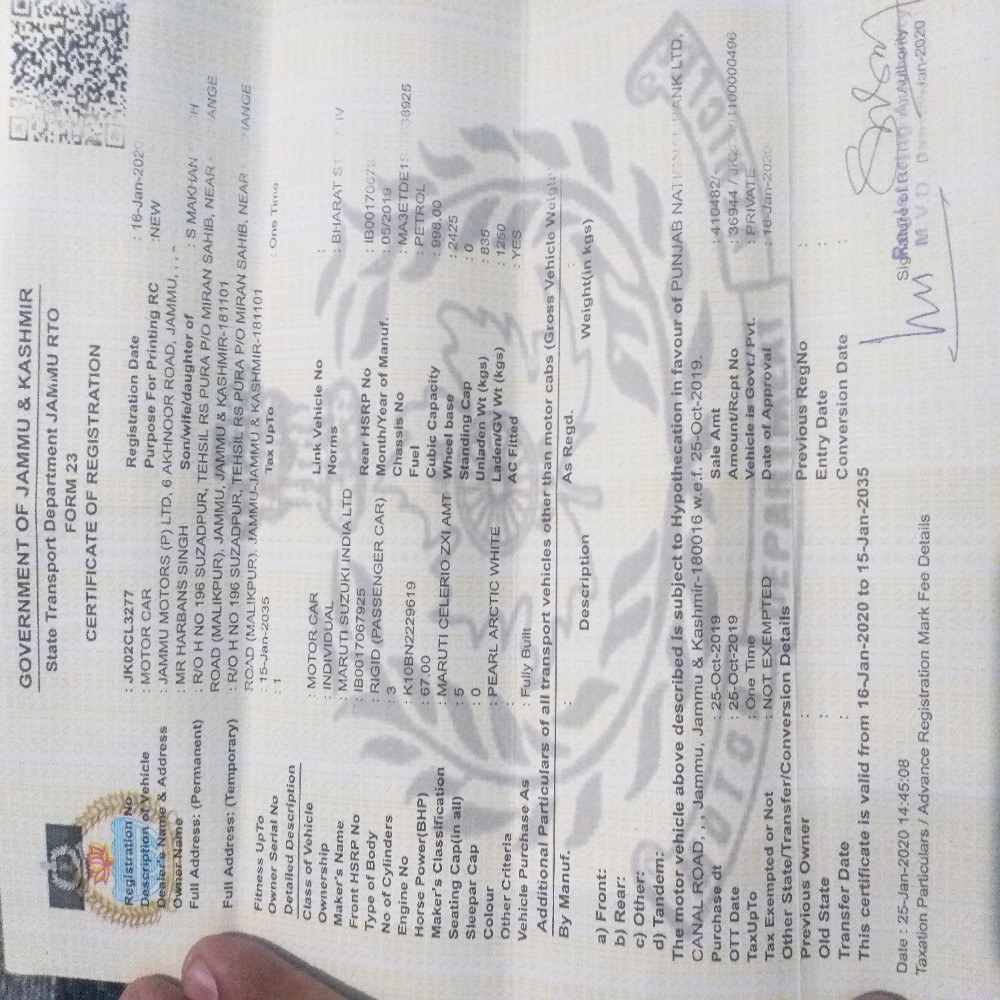 GOVERNMENT OF JAMMU & KASHMIR
State Transport Department JAMMU RTO
FORM 23
CERTIFICATE OF REGISTRATION
Registration No : JK02CL3277 Registration Date : 16-Jan-2020
Description of Vehicle : MOTOR CAR Purpose For Printing RC :NEW
Dealer's Name & Address : JAMMU MOTORS (P) LTD, 6 AKHNOOR ROAD, JAMMU, , , "
Owner Name : MR HARBANS SINGH Son/wife/daughter of : S MAKHAN
Full Address: (Permanent) : R/O H NO 196 SUZADPUR, TEHSIL RS PURA P/O MIRAN SAHIB, NEAR
ROAD (MALIKPUR), JAMMU, JAMMU & KASHMIR-181101
Full Address: (Temporary) : R/O H NO 196 SUZADPUR, TEHSIL RS PURA P/O MIRAN SAHIB, NEAR
ROAD (MALIKPUR), JAMMU-JAMMU & KASHMIR-181101
Fitness UpTo : 15-Jan-2035 Tax UpTo : One Time
Owner Serial No : 1
Detailed Description
Class of Vehicle : MOTOR CAR Link Vehicle No :
Ownership : INDIVIDUAL Norms : BHARAT IV
Maker's Name : MARUTI SUZUKI INDIA LTD
Front HSRP No : IB0017067925 Rear HSRP No
Type of Body : RIGID (PASSENGER CAR) Month/Year of Manuf. : 05/2019
No of Cylinders : 3 Chassis No
Engine No : K10BN2229619 Fuel : PETROL
Horse Power(BHP) : 67.00 Cubic Capacity : 998.00
Maker's Classification : MARUTI CELERIO ZXI AMT Wheel base : 2425
Seating Cap(in all) : 5 Standing Cap : 0
Sleeper Cap : 0 Unladen Wt (kgs) : 835
Colour : PEARL ARCTIC WHITE Laden/GV Wt (kgs) : 1250
Other Criteria : AC Fitted : YES
Vehicle Purchase As : Fully Built
Additional Particulars of all transport vehicles other than motor cabs (Gross Vehicle Weight
By Manuf. : As Regd. :
Description Weight(in kgs)
a) Front:
b) Rear:
c) Other:
d) Tandem:
The motor vehicle above described is subject to Hypothecation in favour of PUNJAB NATIONAL BANK LTD,
CANAL ROAD, , , , Jammu, Jammu & Kashmir-180016 w.e.f. 25-Oct-2019.
Purchase dt : 25-Oct-2019 Sale Amt : 410482/
OTT Date : 25-Oct-2019 Amount/Rcpt No : 36944 /
TaxUpTo : One Time Vehicle is Govt./ Pvt. : PRIVATE
Tax Exempted or Not : NOT EXEMPTED Date of Approval : 16-Jan-2020
Other State/Transfer/Conversion Details
Previous Owner : Previous RegNo :
Old State : Entry Date :
Transfer Date : Conversion Date :
This certificate is valid from 16-Jan-2020 to 15-Jan-2035
Date : 25-Jan-2020 14:45:08
Taxation Particulars / Advance Registration Mark Fee Details